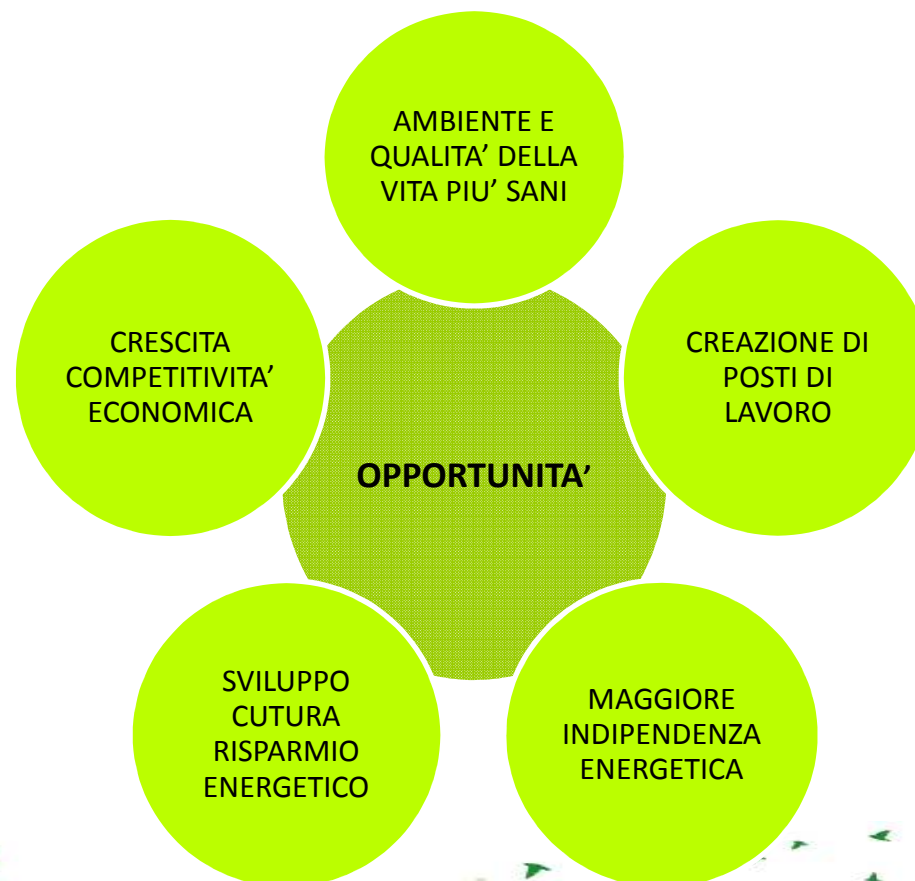 AMBIENTE E
QUALITA’ DELLA
VITA PIU’ SANI
CRESCITA
COMPETITIVITA’
ECONOMICA
CREAZIONE DI
POSTI DI
LAVORO
OPPORTUNITA’
SVILUPPO
CUTURA
RISPARMIO
ENERGETICO
MAGGIORE
INDIPENDENZA
ENERGETICA